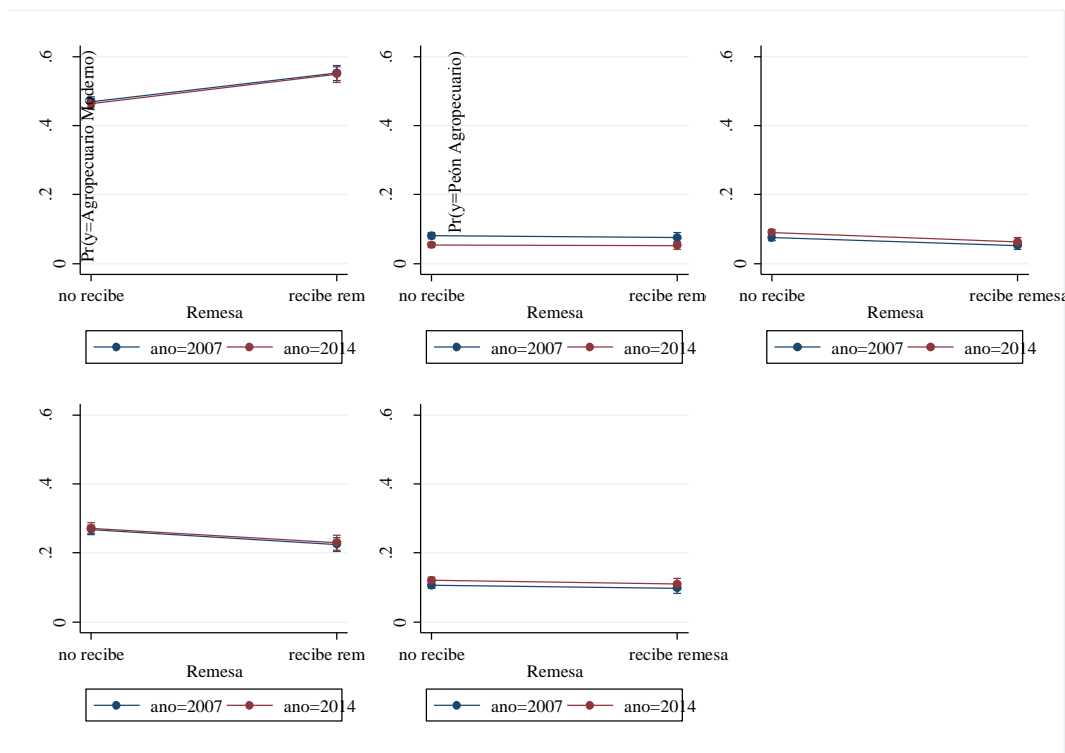 Pr(y=Agropecuario Moderno)
.6
.4
.2
0
no recibe
recibe rem
Remesa
ano=2007
ano=2014
Pr(y=Peón Agropecuario)
.6
.4
.2
0
no recibe
recibe rem
Remesa
ano=2007
ano=2014
.6
.4
.2
0
no recibe
recibe remesa
Remesa
ano=2007
ano=2014
.6
.4
.2
0
no recibe
recibe rem
Remesa
ano=2007
ano=2014
.6
.4
.2
0
no recibe
recibe remesa
Remesa
ano=2007
ano=2014